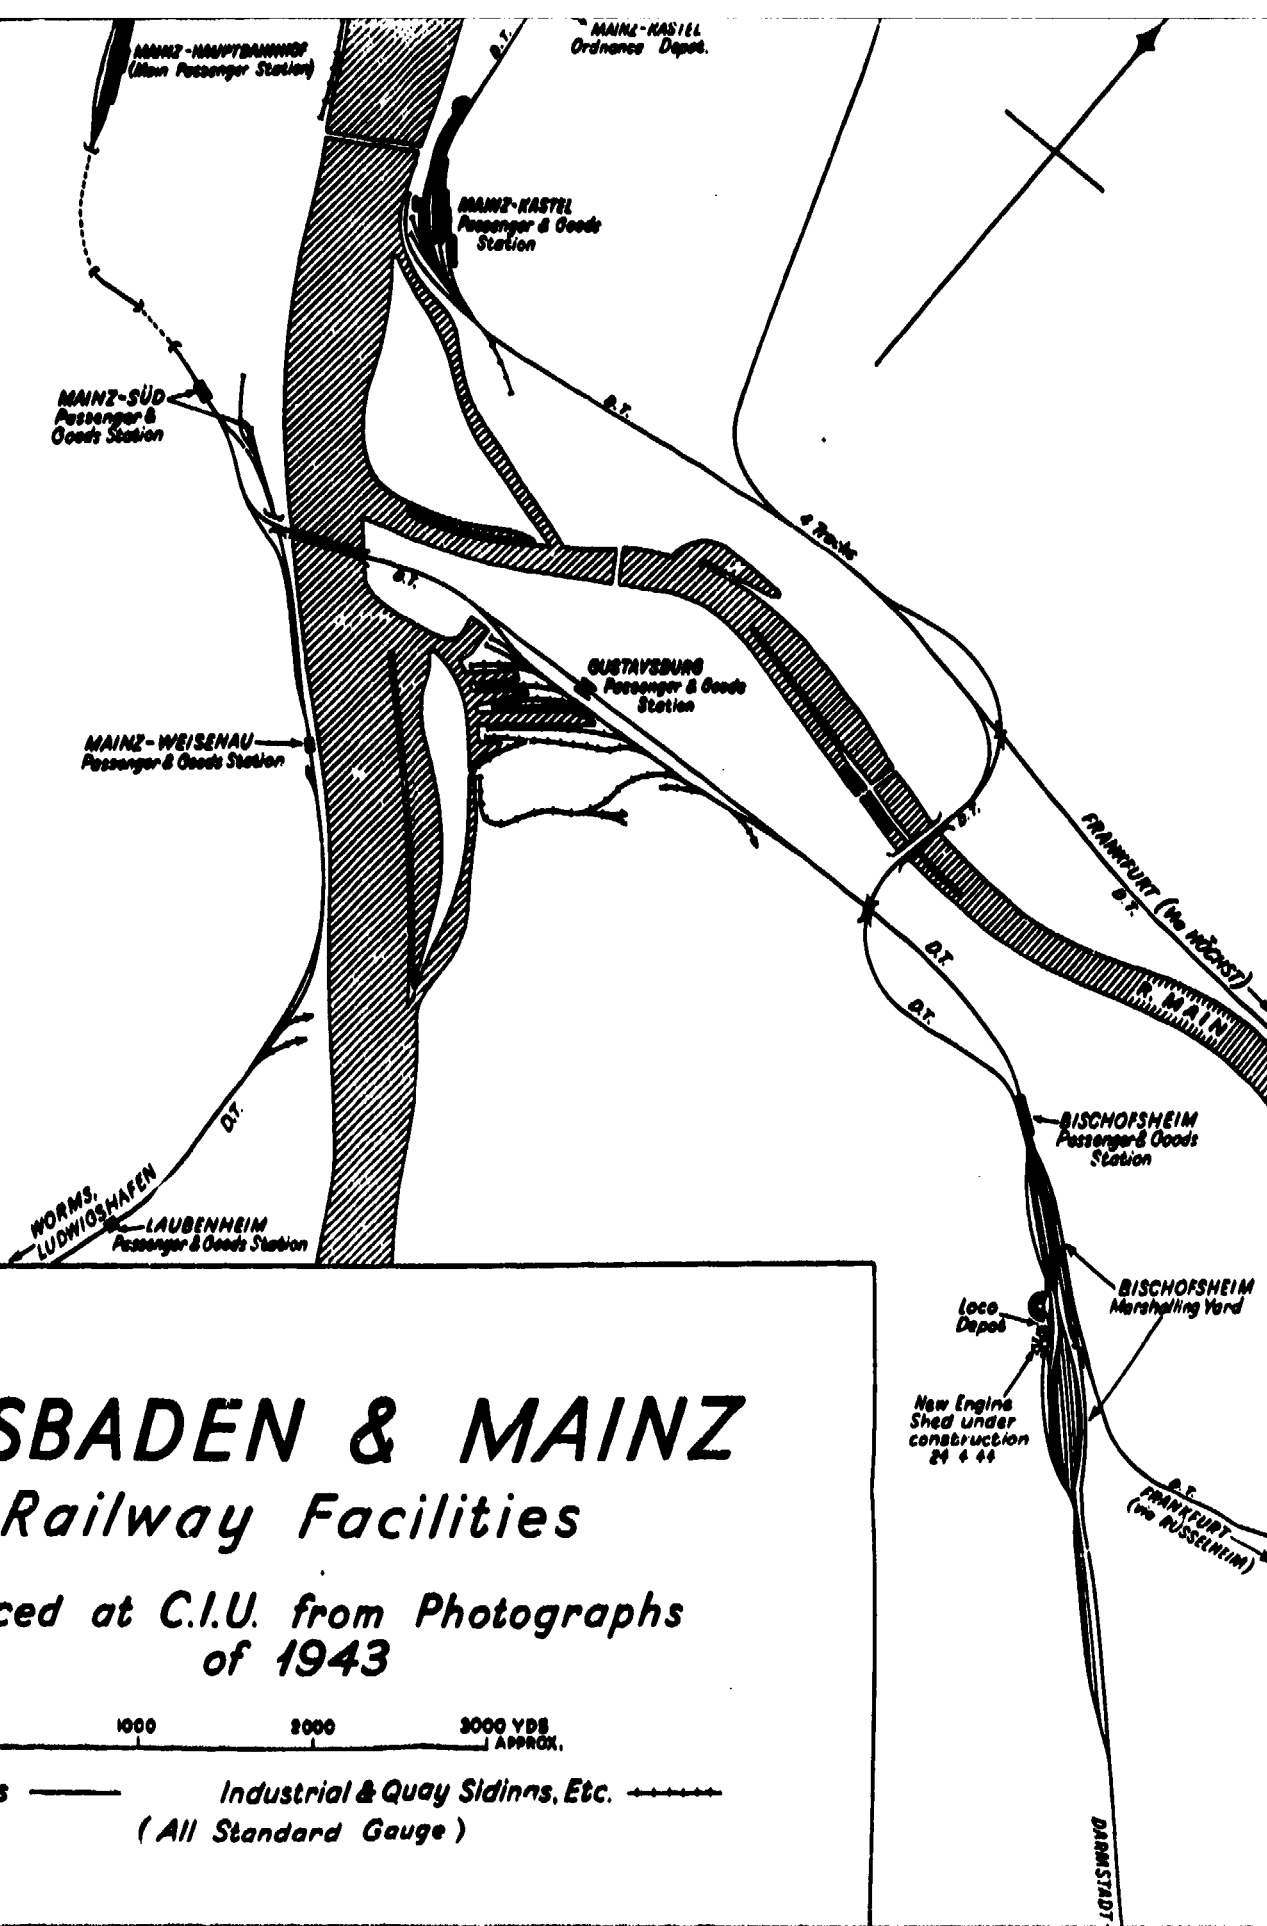 MAINZ-HAUPTBAHNHOF
(Main Passenger Station)
MAINZ-KASTEL
Ordnance Depot.
D.T.
MAINZ-KASTEL
Passenger & Goods
Station
MAINZ-SÜD
Passenger &
Goods Station
D.T.
4 Tracks
D.T.
GUSTAVSBURG
Passenger & Goods
Station
MAINZ-WEISENAU
Passenger & Goods Station
D.T.
FRANKFURT (via HÖCHST)
D.T.
D.T.
D.T.
R. MAIN
D.T.
BISCHOFSHEIM
Passenger & Goods
Station
WORMS,
LUDWIGSHAFEN
LAUBENHEIM
Passenger & Goods Station
BISCHOFSHEIM
Marshalling Yard
Loco
Depot
New Engine
Shed under
construction
24 4 44
D.T.
FRANKFURT
(via RÜSSELHEIM)
SBADEN & MAINZ
Railway Facilities
ced at C.I.U. from Photographs
of 1943
1000 2000 3000 YDS
APPROX.
s Industrial & Quay Sidings, Etc.
(All Standard Gauge)
DARMSTADT